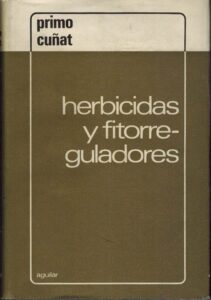 primo
cuñat
herbicidas
y fitorre-
guladores
aguilar